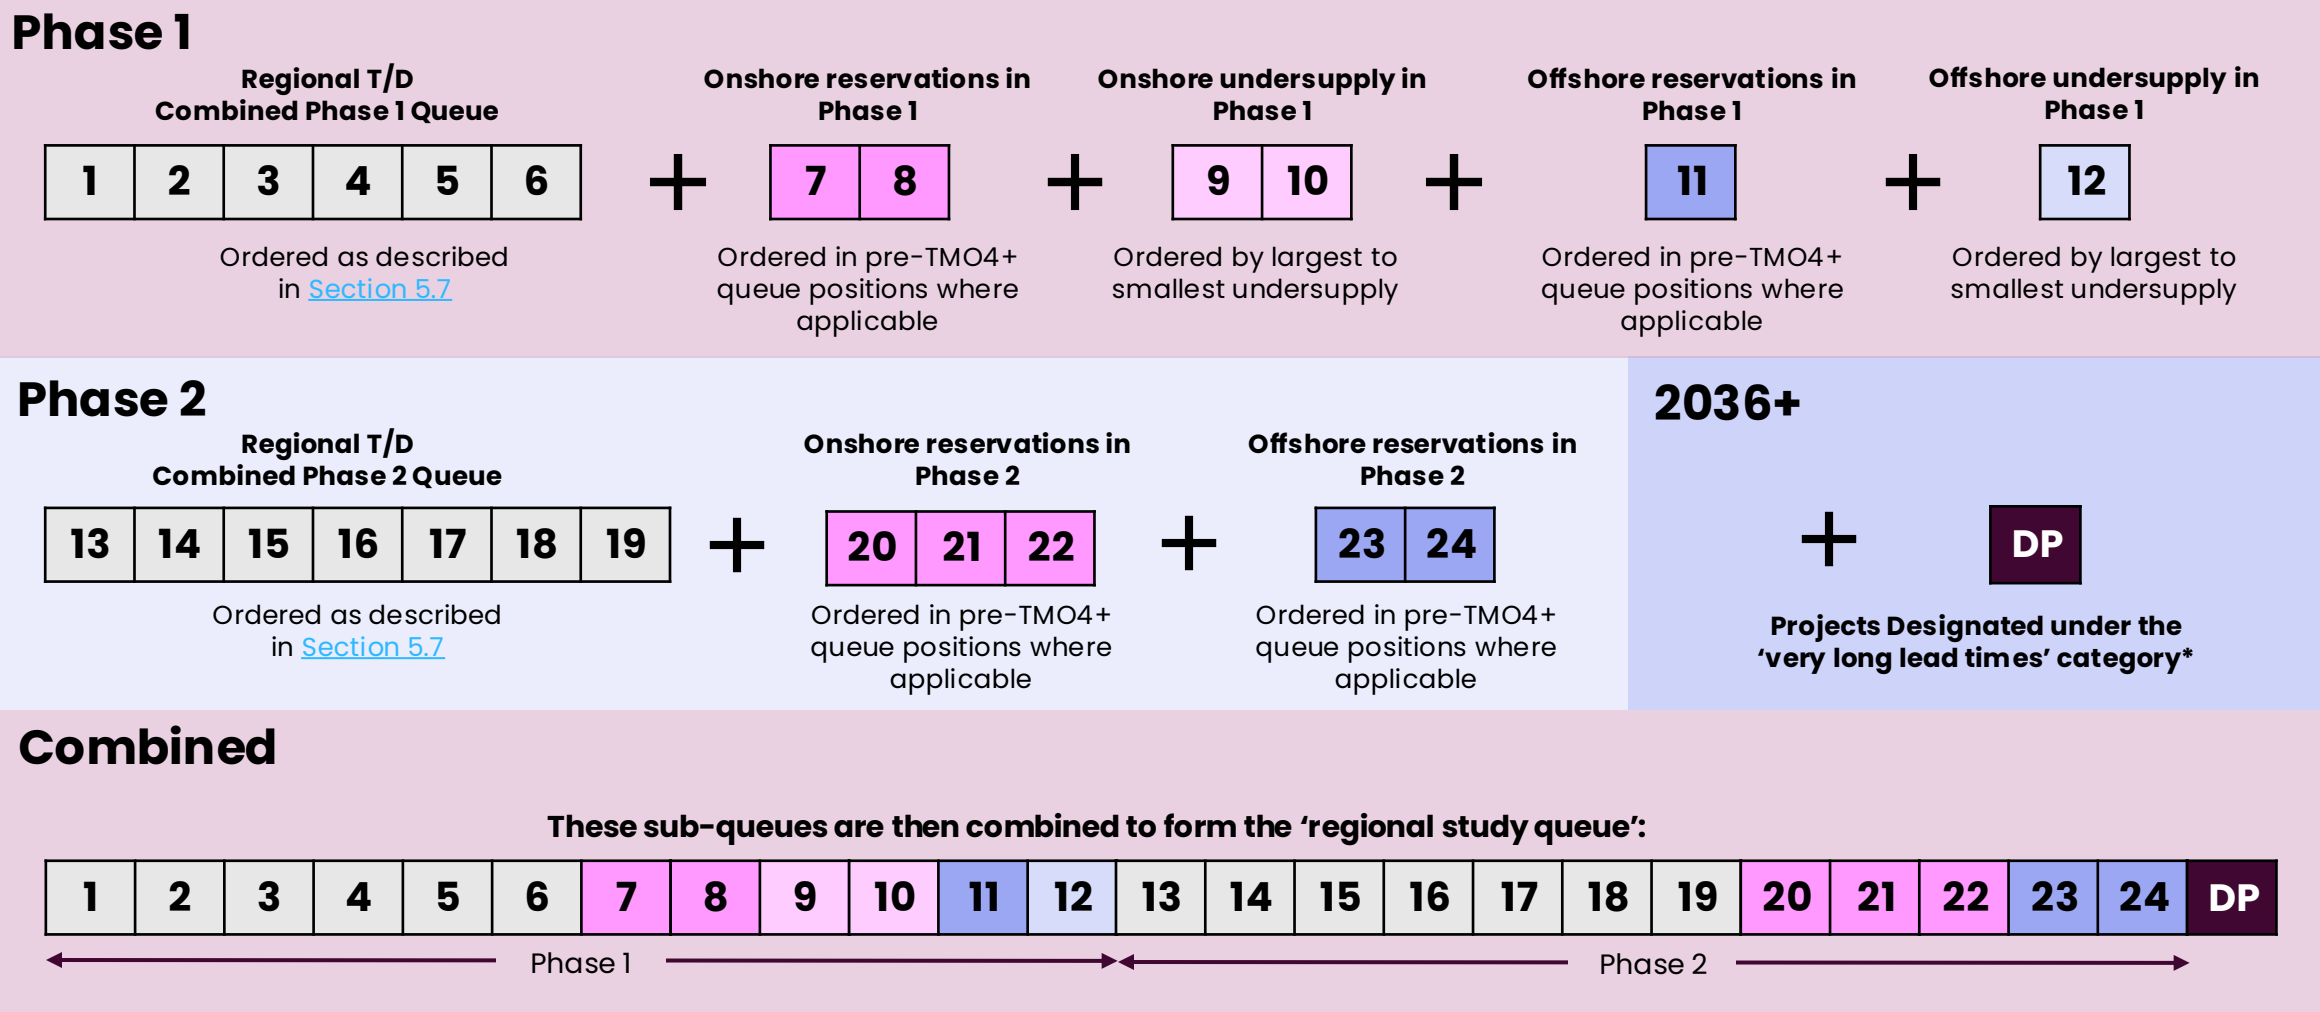 Phase 1
Regional T/D
Combined Phase 1 Queue
1 2 3 4 5 6
Ordered as described
in Section 5.7
+
Onshore reservations in
Phase 1
7 8
Ordered in pre-TMO4+
queue positions where
applicable
+
Onshore undersupply in
Phase 1
9 10
Ordered by largest to
smallest undersupply
+
Offshore reservations in
Phase 1
11
Ordered in pre-TMO4+
queue positions where
applicable
+
Offshore undersupply in
Phase 1
12
Ordered by largest to
smallest undersupply
Phase 2
Regional T/D
Combined Phase 2 Queue
13 14 15 16 17 18 19
Ordered as described
in Section 5.7
+
Onshore reservations in
Phase 2
20 21 22
Ordered in pre-TMO4+
queue positions where
applicable
+
Offshore reservations in
Phase 2
23 24
Ordered in pre-TMO4+
queue positions where
applicable
2036+
+
DP
Projects Designated under the
‘very long lead times’ category*
Combined
These sub-queues are then combined to form the ‘regional study queue’:
1 2 3 4 5 6 7 8 9 10 11 12 13 14 15 16 17 18 19 20 21 22 23 24 DP
Phase 1
Phase 2